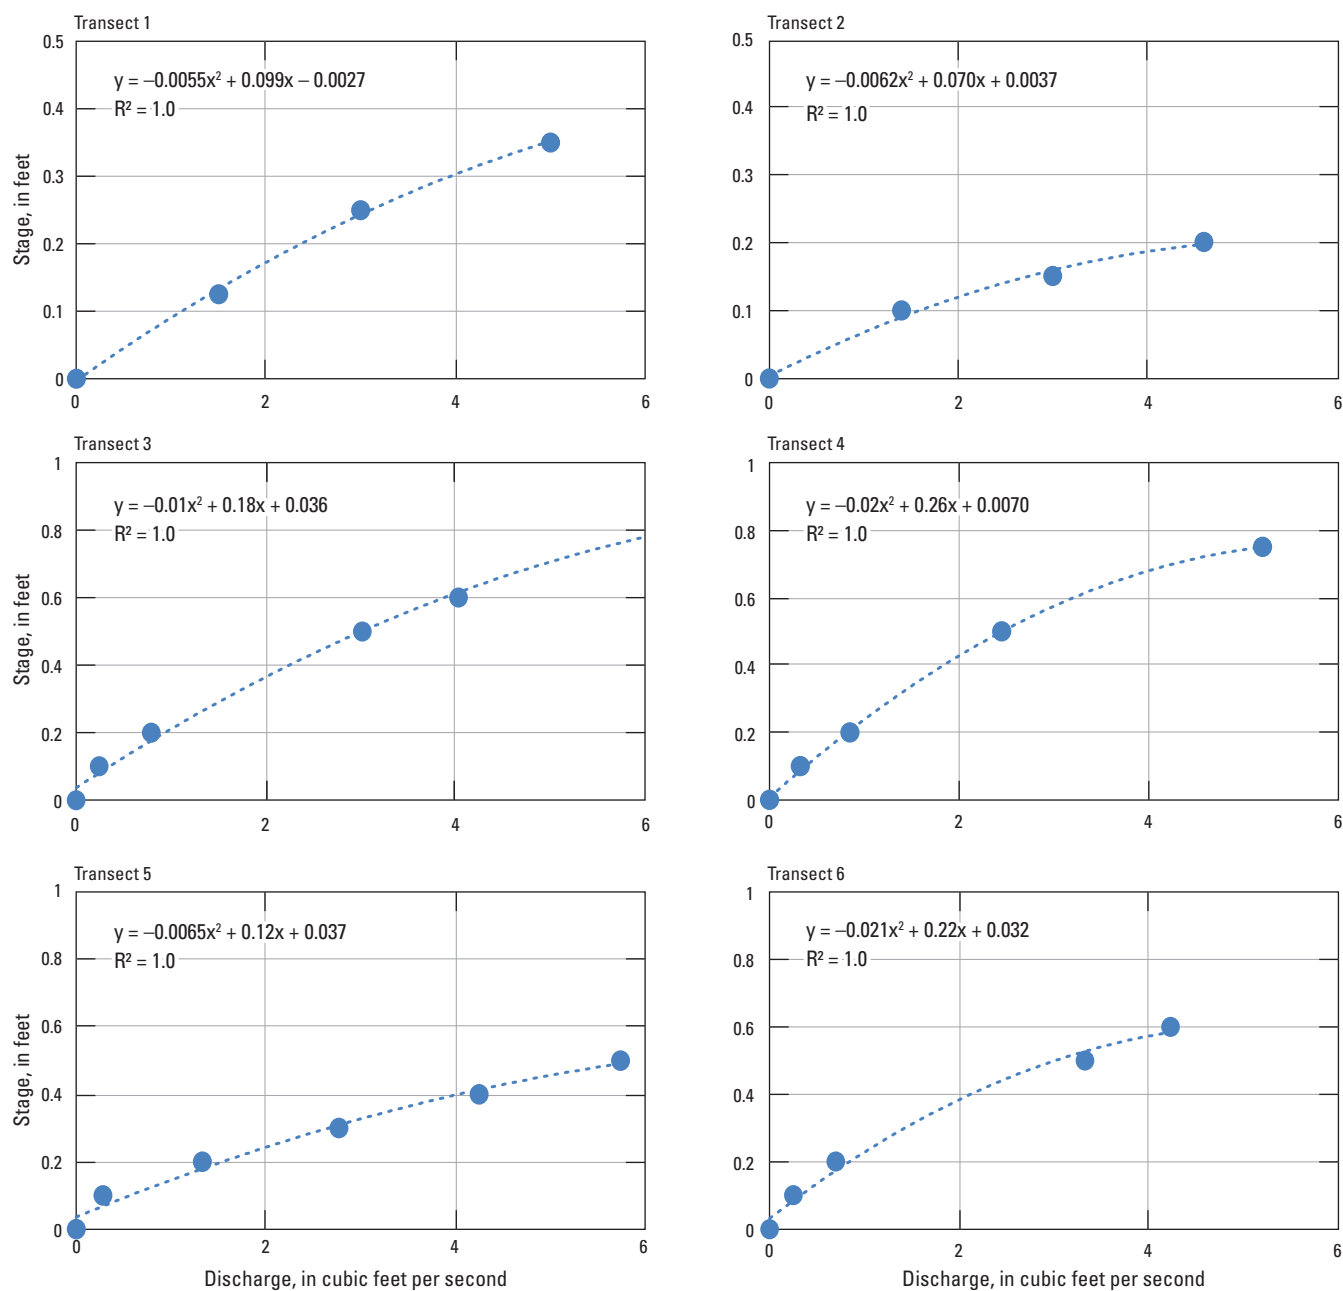 Transect 1
Transect 2
0.5
0.4
0.3
0.2
0.1
0
0
2
4
6
y = –0.0055x² + 0.099x – 0.0027
R² = 1.0
Stage, in feet
0.5
0.4
0.3
0.2
0.1
0
0
2
4
6
y = –0.0062x² + 0.070x + 0.0037
R² = 1.0
Transect 3
Transect 4
1
0.8
0.6
0.4
0.2
0
0
2
4
6
y = –0.01x² + 0.18x + 0.036
R² = 1.0
Stage, in feet
1
0.8
0.6
0.4
0.2
0
0
2
4
6
y = –0.02x² + 0.26x + 0.0070
R² = 1.0
Transect 5
Transect 6
1
0.8
0.6
0.4
0.2
0
0
2
4
6
y = –0.0065x² + 0.12x + 0.037
R² = 1.0
Stage, in feet
Discharge, in cubic feet per second
1
0.8
0.6
0.4
0.2
0
0
2
4
6
y = –0.021x² + 0.22x + 0.032
R² = 1.0
Discharge, in cubic feet per second